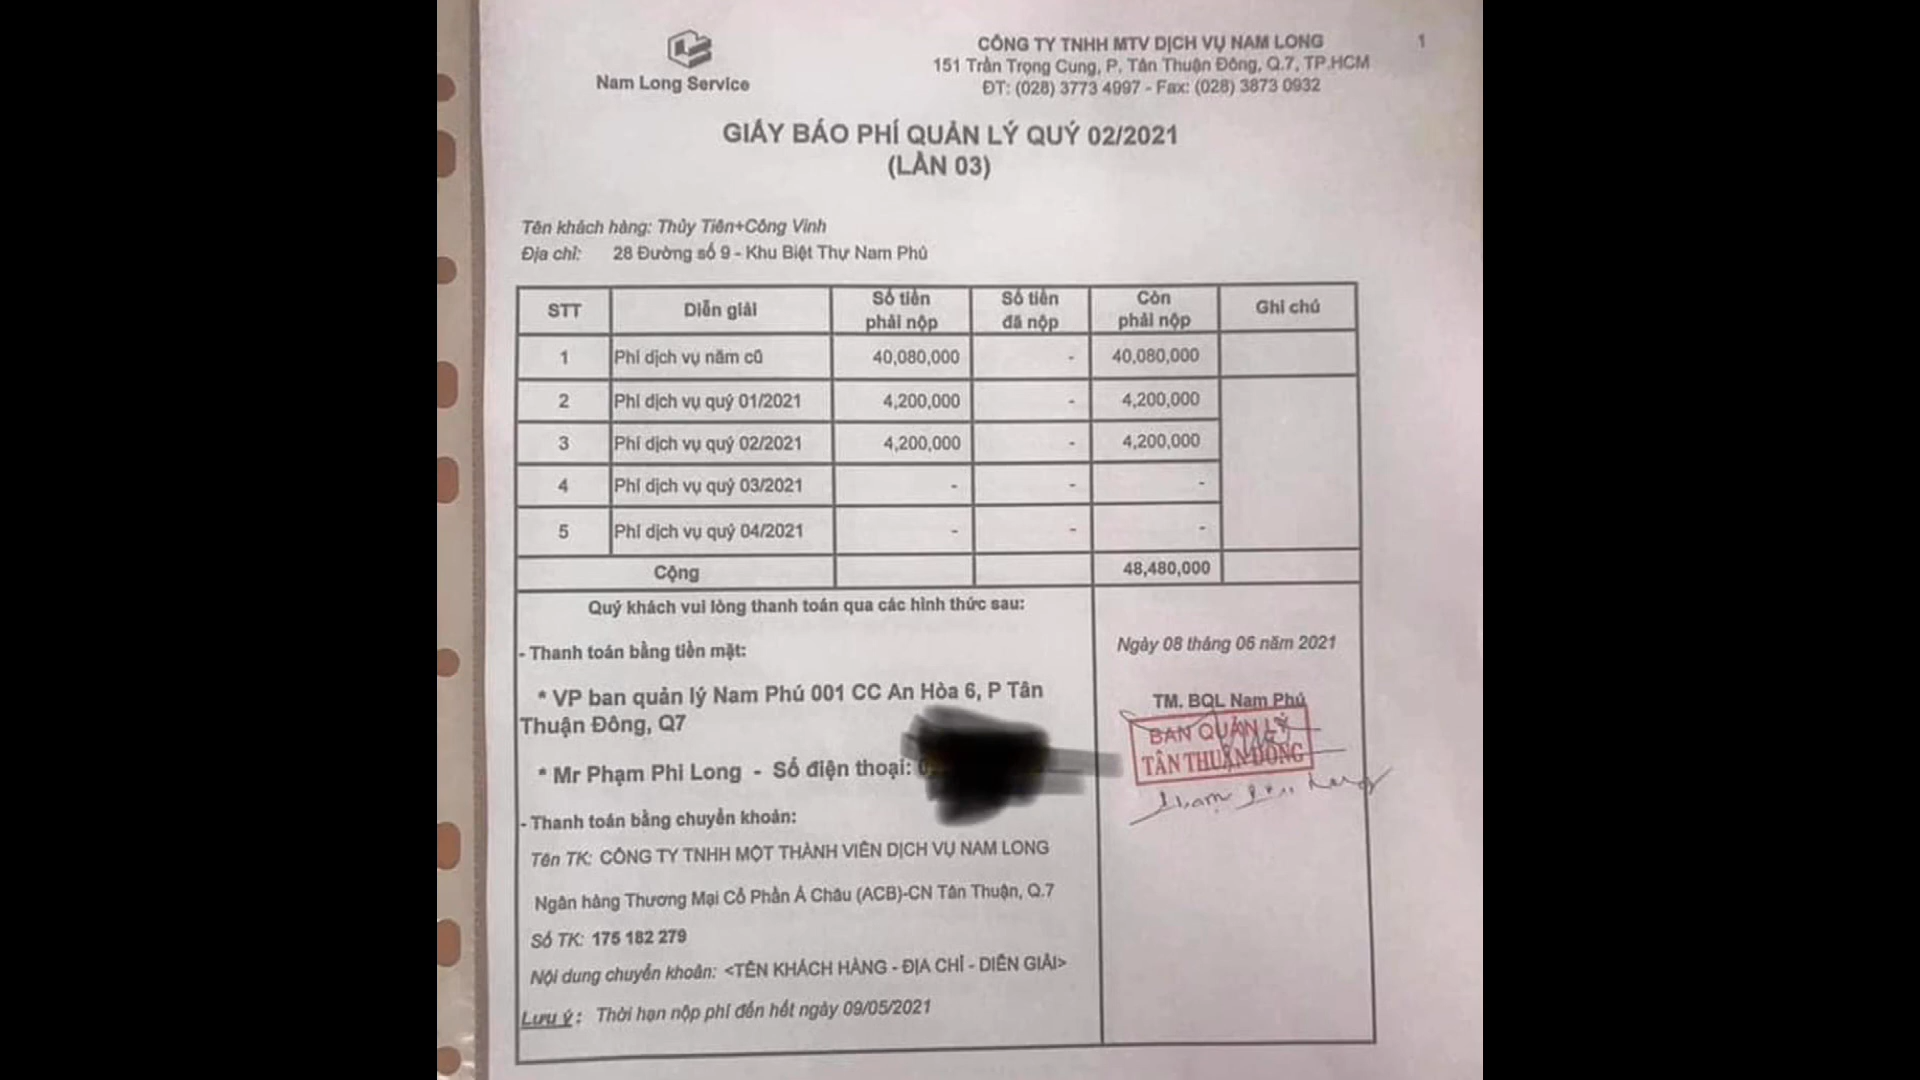 Nam Long Service
CÔNG TY TNHH MTV DỊCH VỤ NAM LONG
151 Trần Trọng Cung, P, Tân Thuận Đông, Q.7, TP.HCM
ĐT: (028) 3773 4997 - Fax: (028) 3873 0932
1
GIẤY BÁO PHÍ QUẢN LÝ QUÝ 02/2021
(LẦN 03)
Tên khách hàng: Thủy Tiên+Công Vinh
Địa chỉ: 28 Đường số 9 - Khu Biệt Thự Nam Phú
STT Diễn giải Số tiền phải nộp Số tiền đã nộp Còn phải nộp Ghi chú
1 Phí dịch vụ năm cũ 40,080,000 - 40,080,000
2 Phí dịch vụ quý 01/2021 4,200,000 - 4,200,000
3 Phí dịch vụ quý 02/2021 4,200,000 - 4,200,000
4 Phí dịch vụ quý 03/2021 - - -
5 Phí dịch vụ quý 04/2021 - - -
Cộng 48,480,000
Quý khách vui lòng thanh toán qua các hình thức sau:
- Thanh toán bằng tiền mặt:
* VP ban quản lý Nam Phú 001 CC An Hòa 6, P Tân
Thuận Đông, Q7
* Mr Phạm Phi Long - Số điện thoại: 0
- Thanh toán bằng chuyển khoản:
Tên TK: CÔNG TY TNHH MỘT THÀNH VIÊN DỊCH VỤ NAM LONG
Ngân hàng Thương Mại Cổ Phần Á Châu (ACB)-CN Tân Thuận, Q.7
Số TK: 175 182 279
Nội dung chuyển khoản: <TÊN KHÁCH HÀNG - ĐỊA CHỈ - DIỄN GIẢI>
Lưu ý: Thời hạn nộp phí đến hết ngày 09/05/2021
Ngày 08 tháng 06 năm 2021
TM. BQL Nam Phú
BAN QUẢN LÝ
TÂN THUẬN ĐÔNG